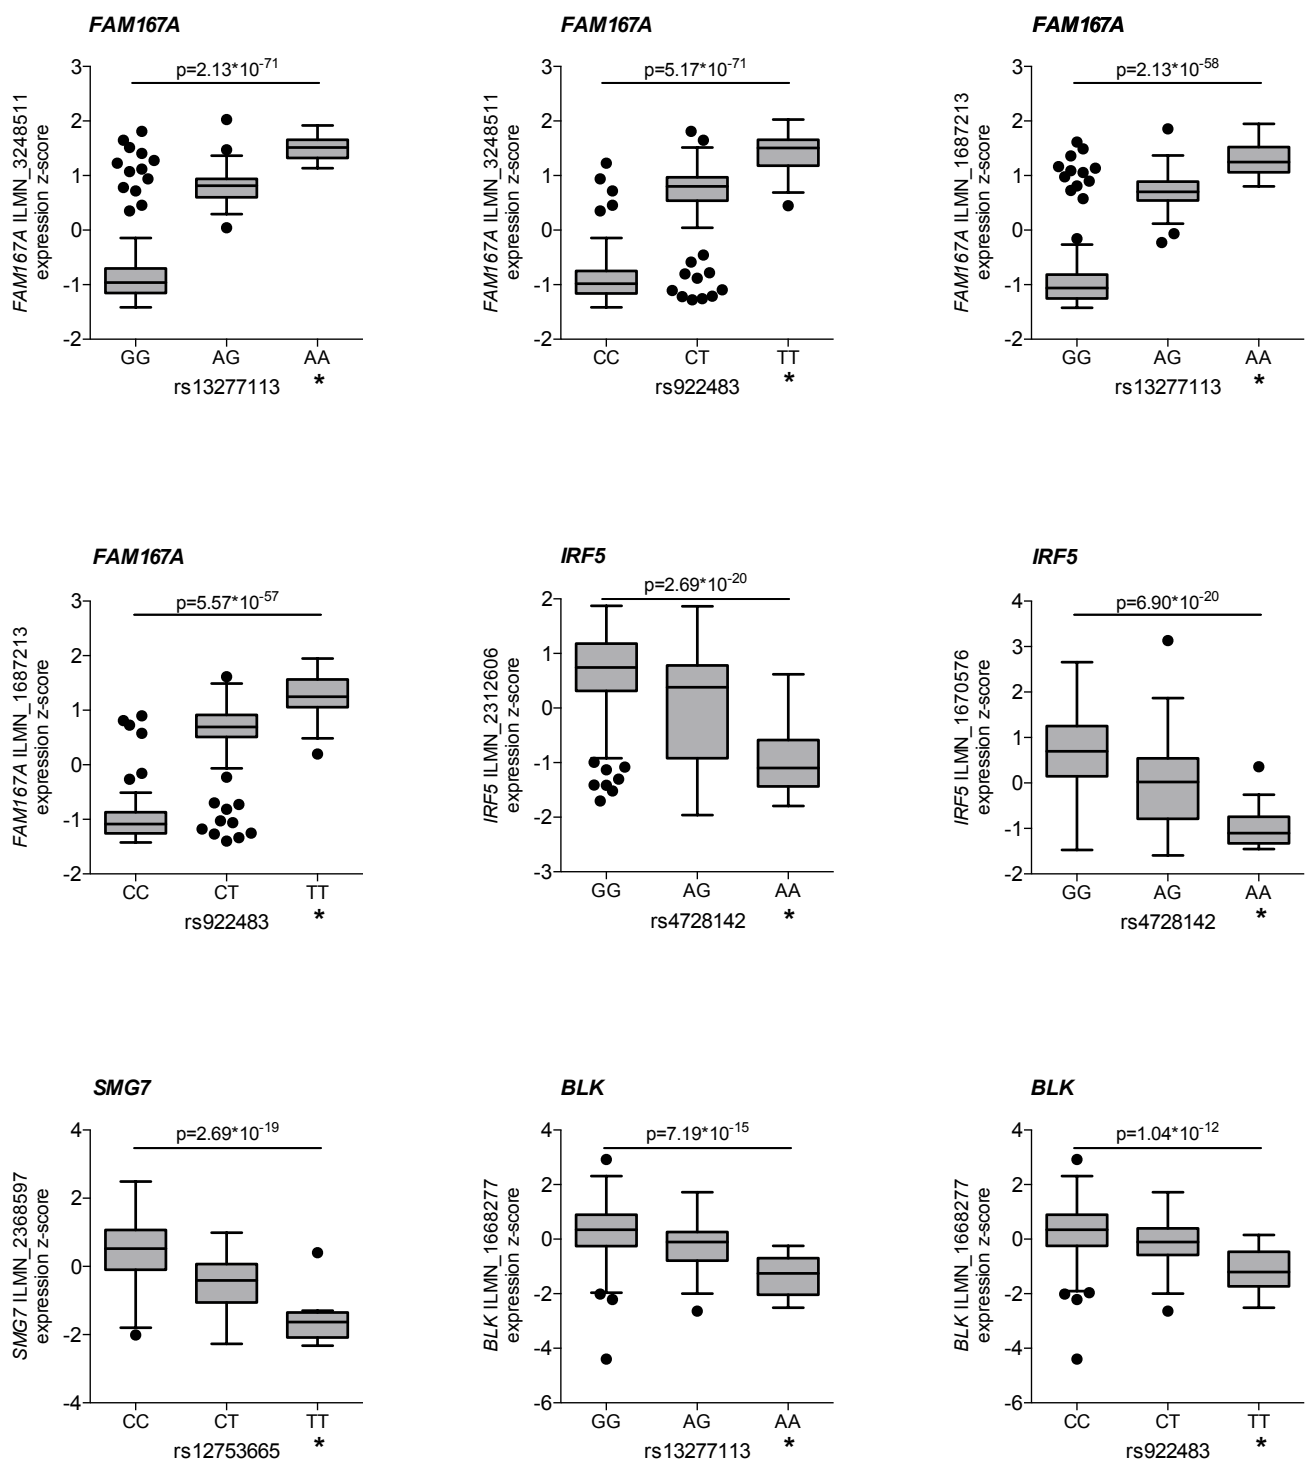 FAM167A
p=2.13*10-71
FAM167A ILMN_3248511
expression z-score
3
2
1
0
-1
-2
GG AG AA
rs13277113 *
FAM167A
p=5.17*10-71
FAM167A ILMN_3248511
expression z-score
3
2
1
0
-1
-2
CC CT TT
rs922483 *
FAM167A
p=2.13*10-58
FAM167A ILMN_1687213
expression z-score
3
2
1
0
-1
-2
GG AG AA
rs13277113 *
FAM167A
p=5.57*10-57
FAM167A ILMN_1687213
expression z-score
3
2
1
0
-1
-2
CC CT TT
rs922483 *
IRF5
p=2.69*10-20
IRF5 ILMN_2312606
expression z-score
2
1
0
-1
-2
-3
GG AG AA
rs4728142 *
IRF5
p=6.90*10-20
IRF5 ILMN_1670576
expression z-score
4
3
2
1
0
-1
-2
GG AG AA
rs4728142 *
SMG7
p=2.69*10-19
SMG7 ILMN_2368597
expression z-score
4
2
0
-2
-4
CC CT TT
rs12753665 *
BLK
p=7.19*10-15
BLK ILMN_1668277
expression z-score
4
2
0
-2
-4
-6
GG AG AA
rs13277113 *
BLK
p=1.04*10-12
BLK ILMN_1668277
expression z-score
4
2
0
-2
-4
-6
CC CT TT
rs922483 *